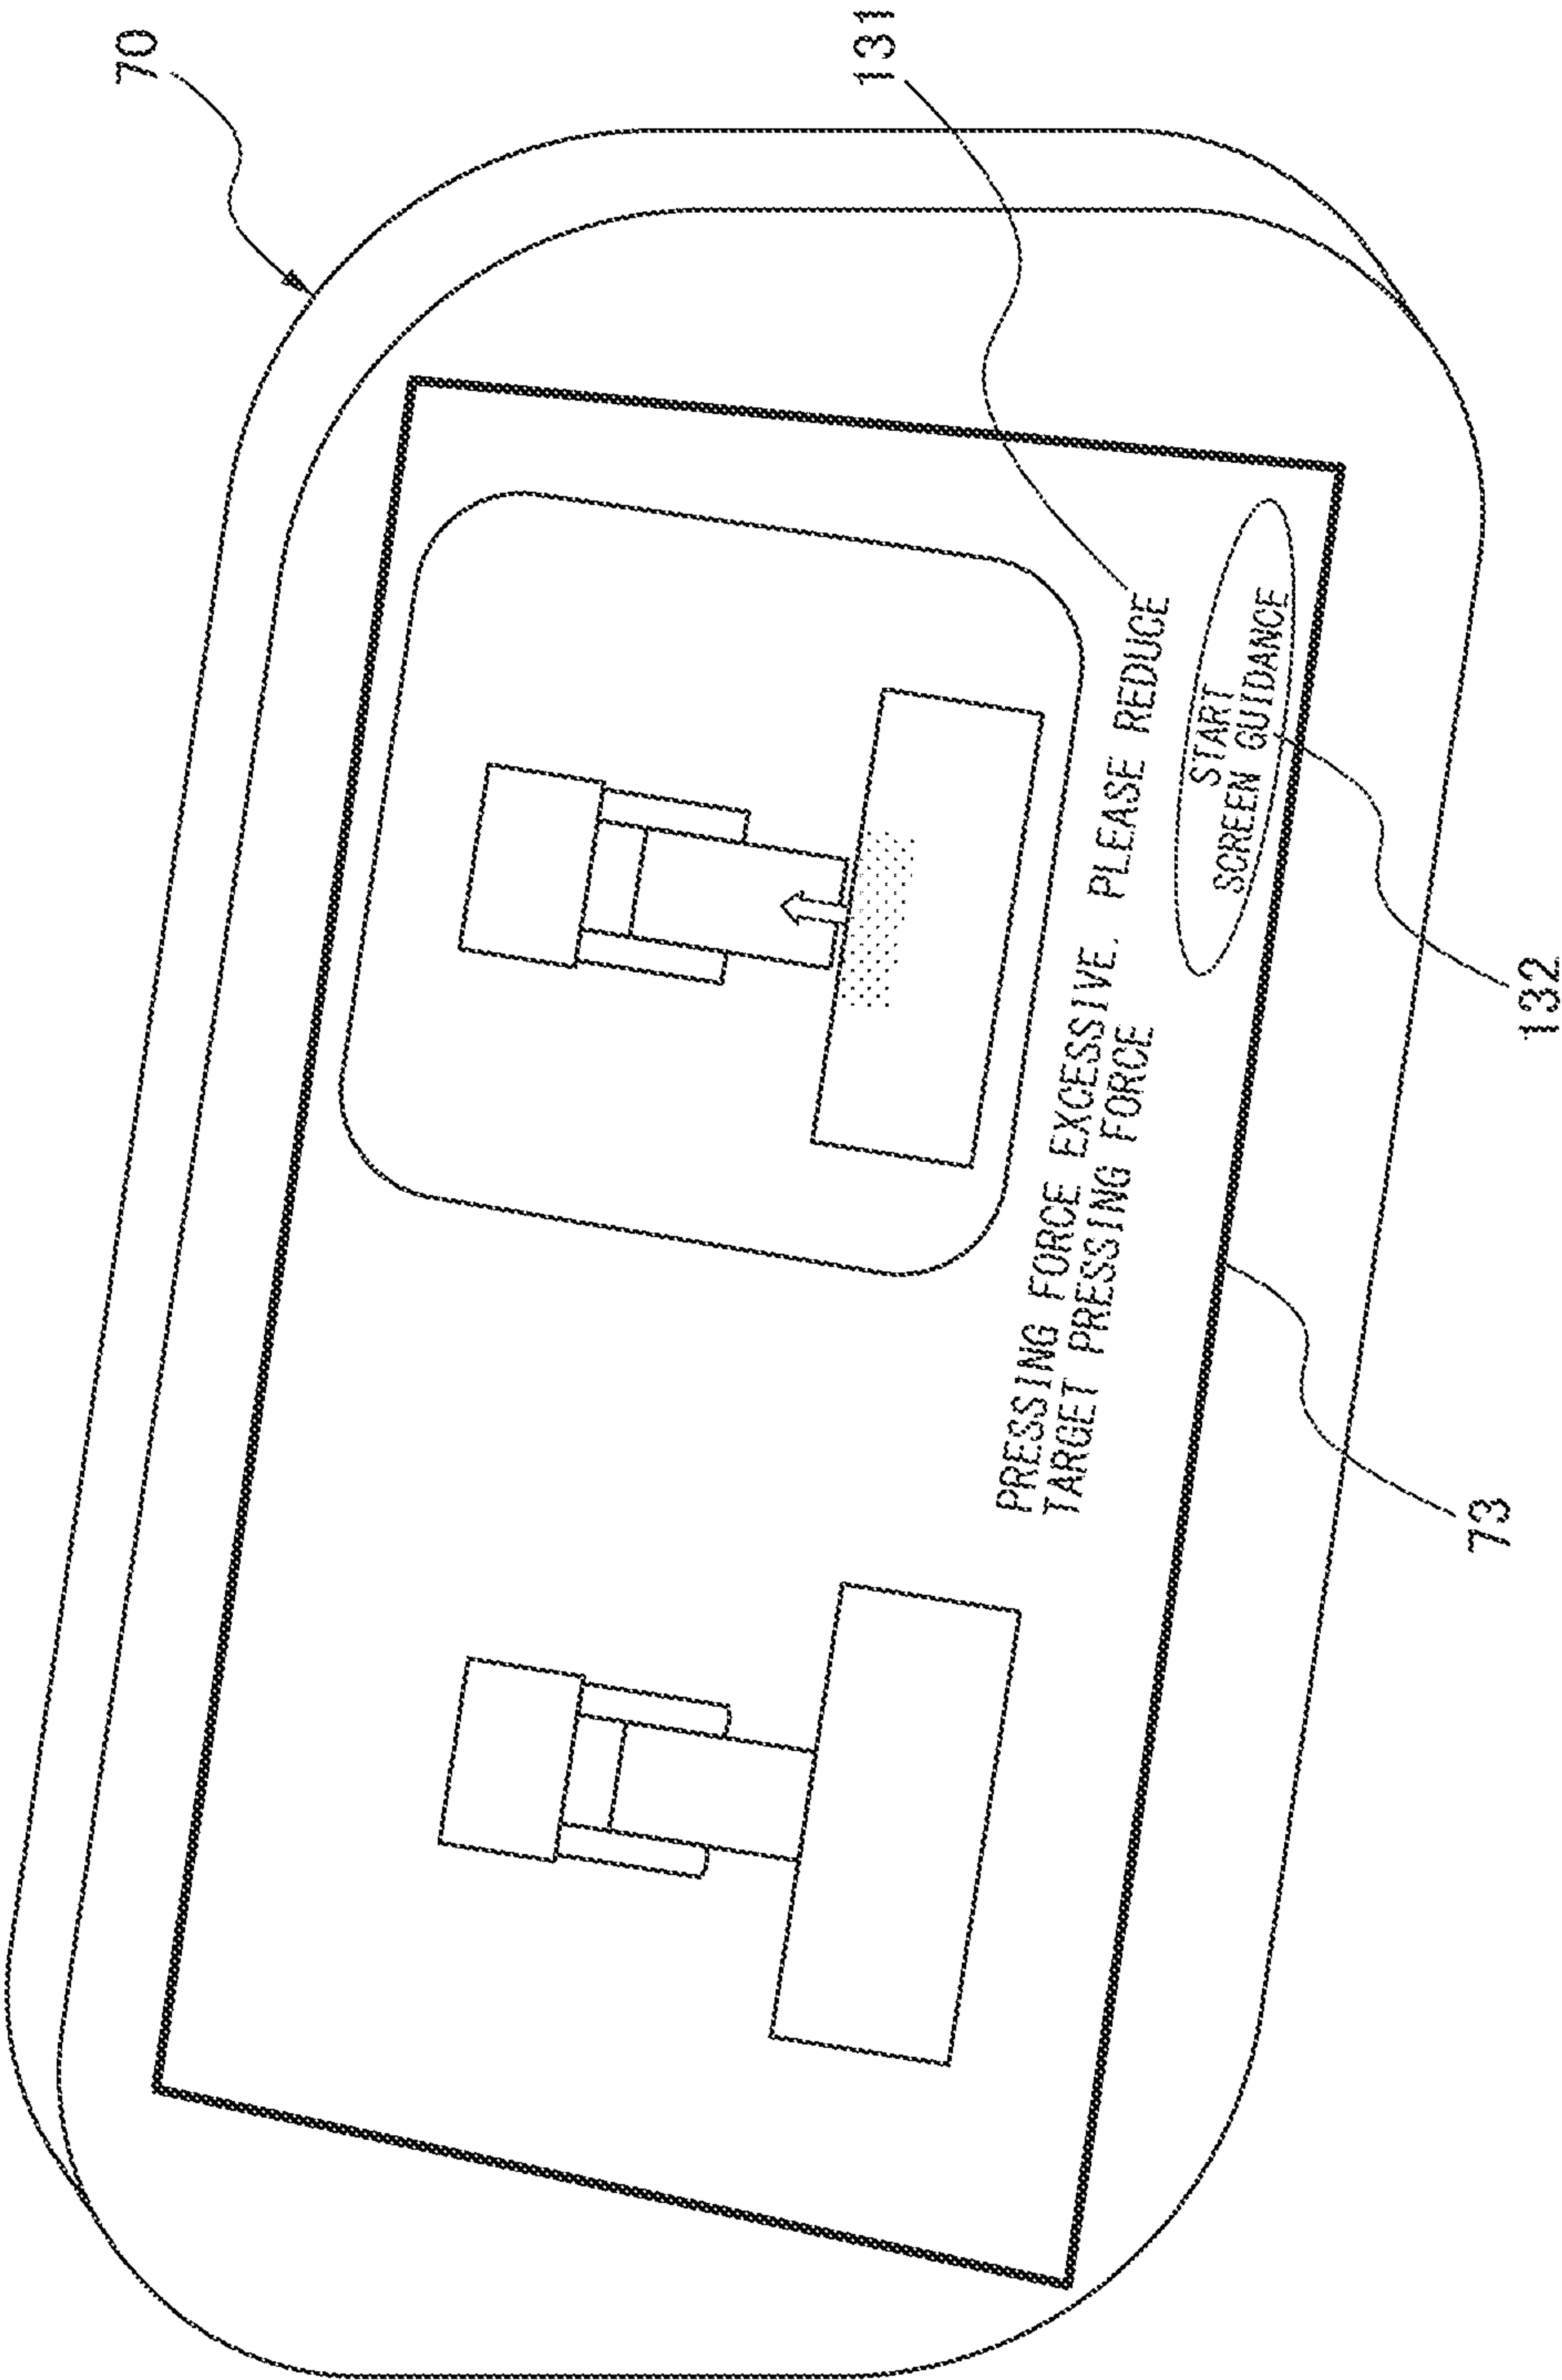 70
131
PRESSING FORCE EXCESSIVE. PLEASE REDUCE
TARGET PRESSING FORCE
START
SCREEN GUIDANCE
132
73